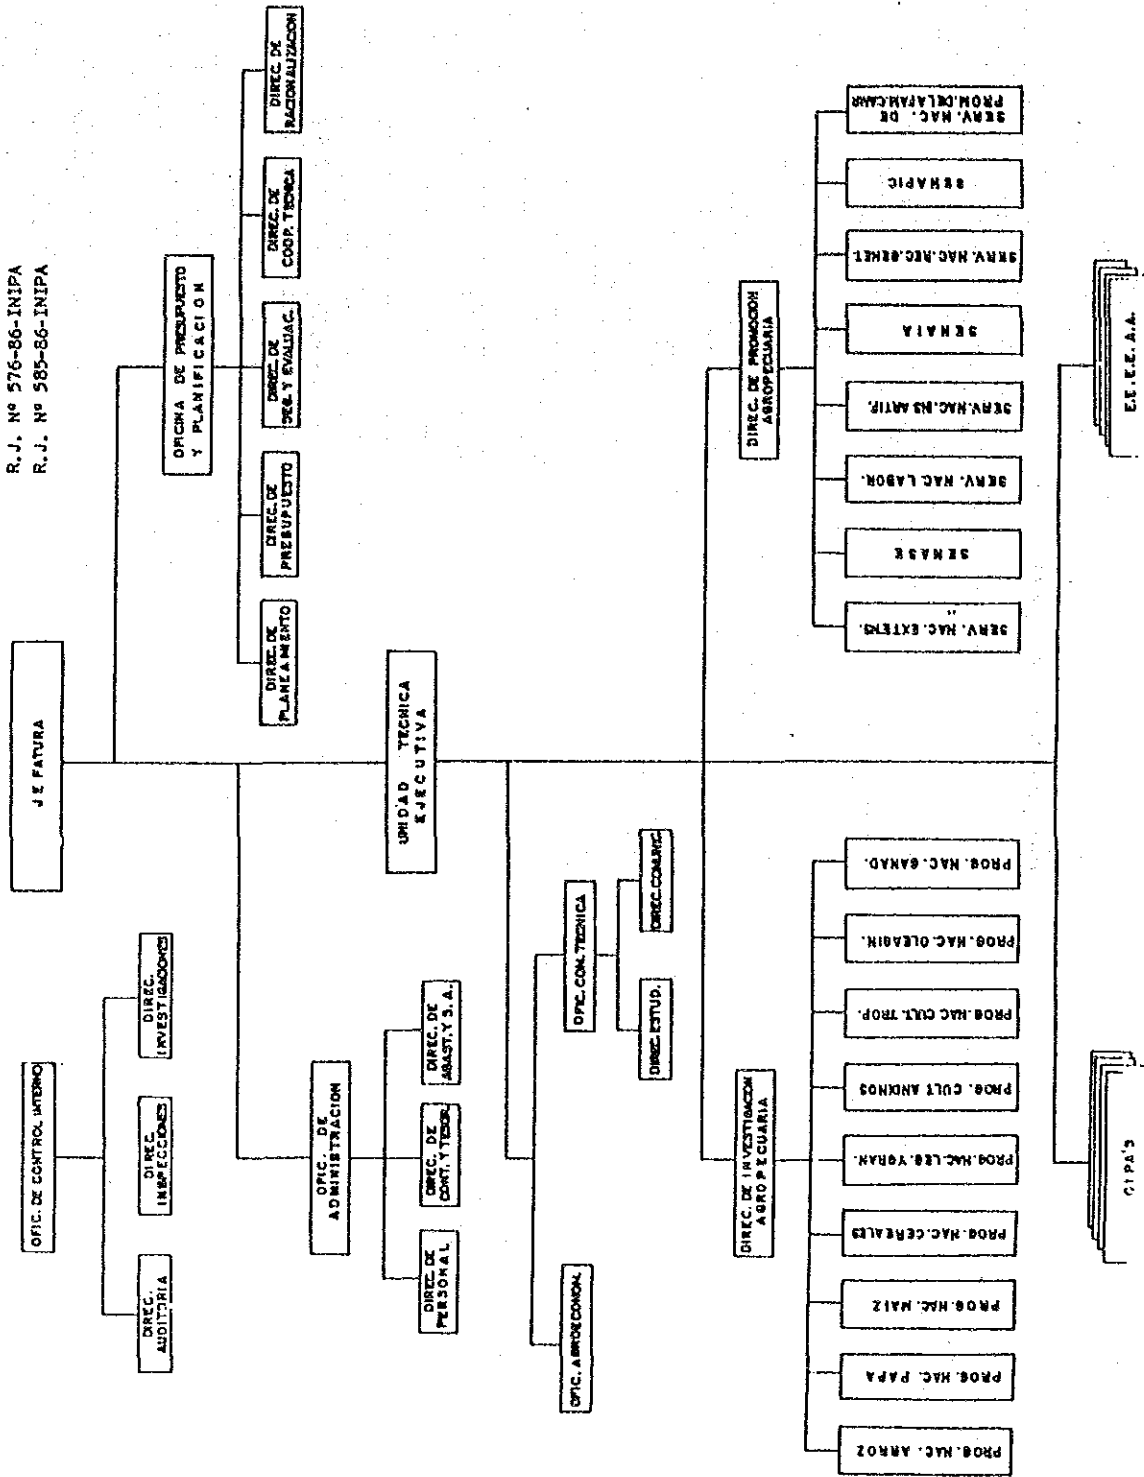 R.J. Nº 576-86-INIPA
R.J. Nº 585-86-INIPA
JEFATURA
OFIC. DE CONTROL INTERNO
DIREC.
AUDITORIA
DIREC.
INSPECCIONES
DIREC.
INVESTIGACIONES
OFICINA DE PRESUPUESTO
Y PLANIFICACION
DIREC. DE
PLANEAMIENTO
DIREC. DE
PRESUPUESTO
DIREC. DE
SEG. Y EVALUAC.
DIREC. DE
COOP. TECNICA
DIREC. DE
RACIONALIZACION
OFIC. DE
ADMINISTRACION
DIREC. DE
PERSONAL
DIREC. DE
CONT. Y TESOR.
DIREC. DE
ABAST. Y S. A.
UNIDAD TECNICA
EJECUTIVA
OFIC. AGROECONOM.
OFIC. COM. TECNICA
DIREC. ESTUD.
DIREC. COMUNIC.
DIREC. DE INVESTIGACION
AGROPECUARIA
PROG. NAC. ARROZ
PROG. NAC. PAPA
PROG. NAC. MAIZ
PROG. NAC. CEREALES
PROG. NAC. LEG. Y GRAN.
PROG. CULT ANDINOS
PROG. NAC. CULT. TROP.
PROG. NAC. OLEAGIN.
PROG. NAC. GANAD.
DIREC. DE PROMOCION
AGROPECUARIA
SERV. NAC. EXTENS.
SENASE
SERV. NAC. LABOR.
SERV. NAC. INS ARTIF.
SENAIA
SERV. NAC. REC. GENET.
SENAPIC
SERV. NAC. DE
PROM. DE LA FAM. CAMP.
CIPA'S
E.E.E.E.A.A.